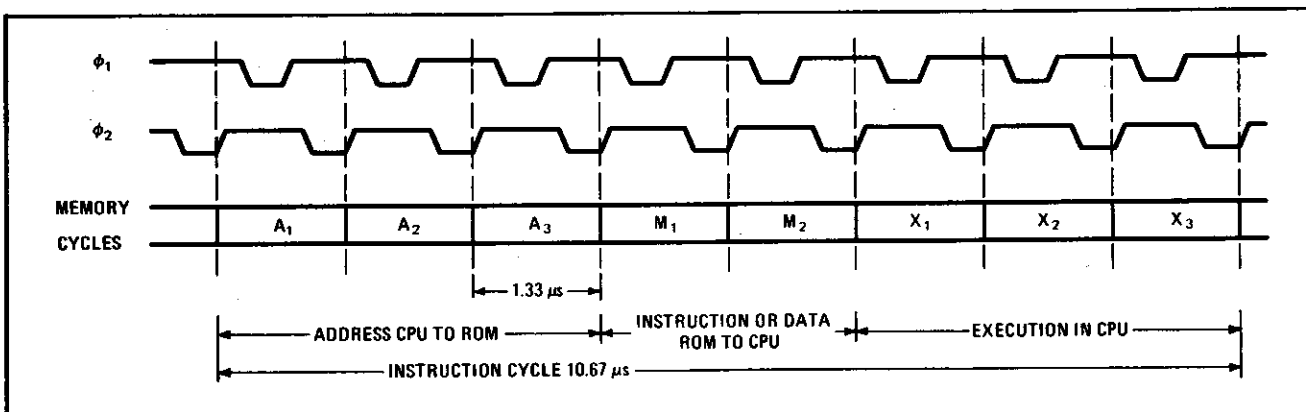 ϕ1
ϕ2
MEMORY
CYCLES
A1 A2 A3 M1 M2 X1 X2 X3
1.33 μs
ADDRESS CPU TO ROM
INSTRUCTION OR DATA
ROM TO CPU
EXECUTION IN CPU
INSTRUCTION CYCLE 10.67 μs